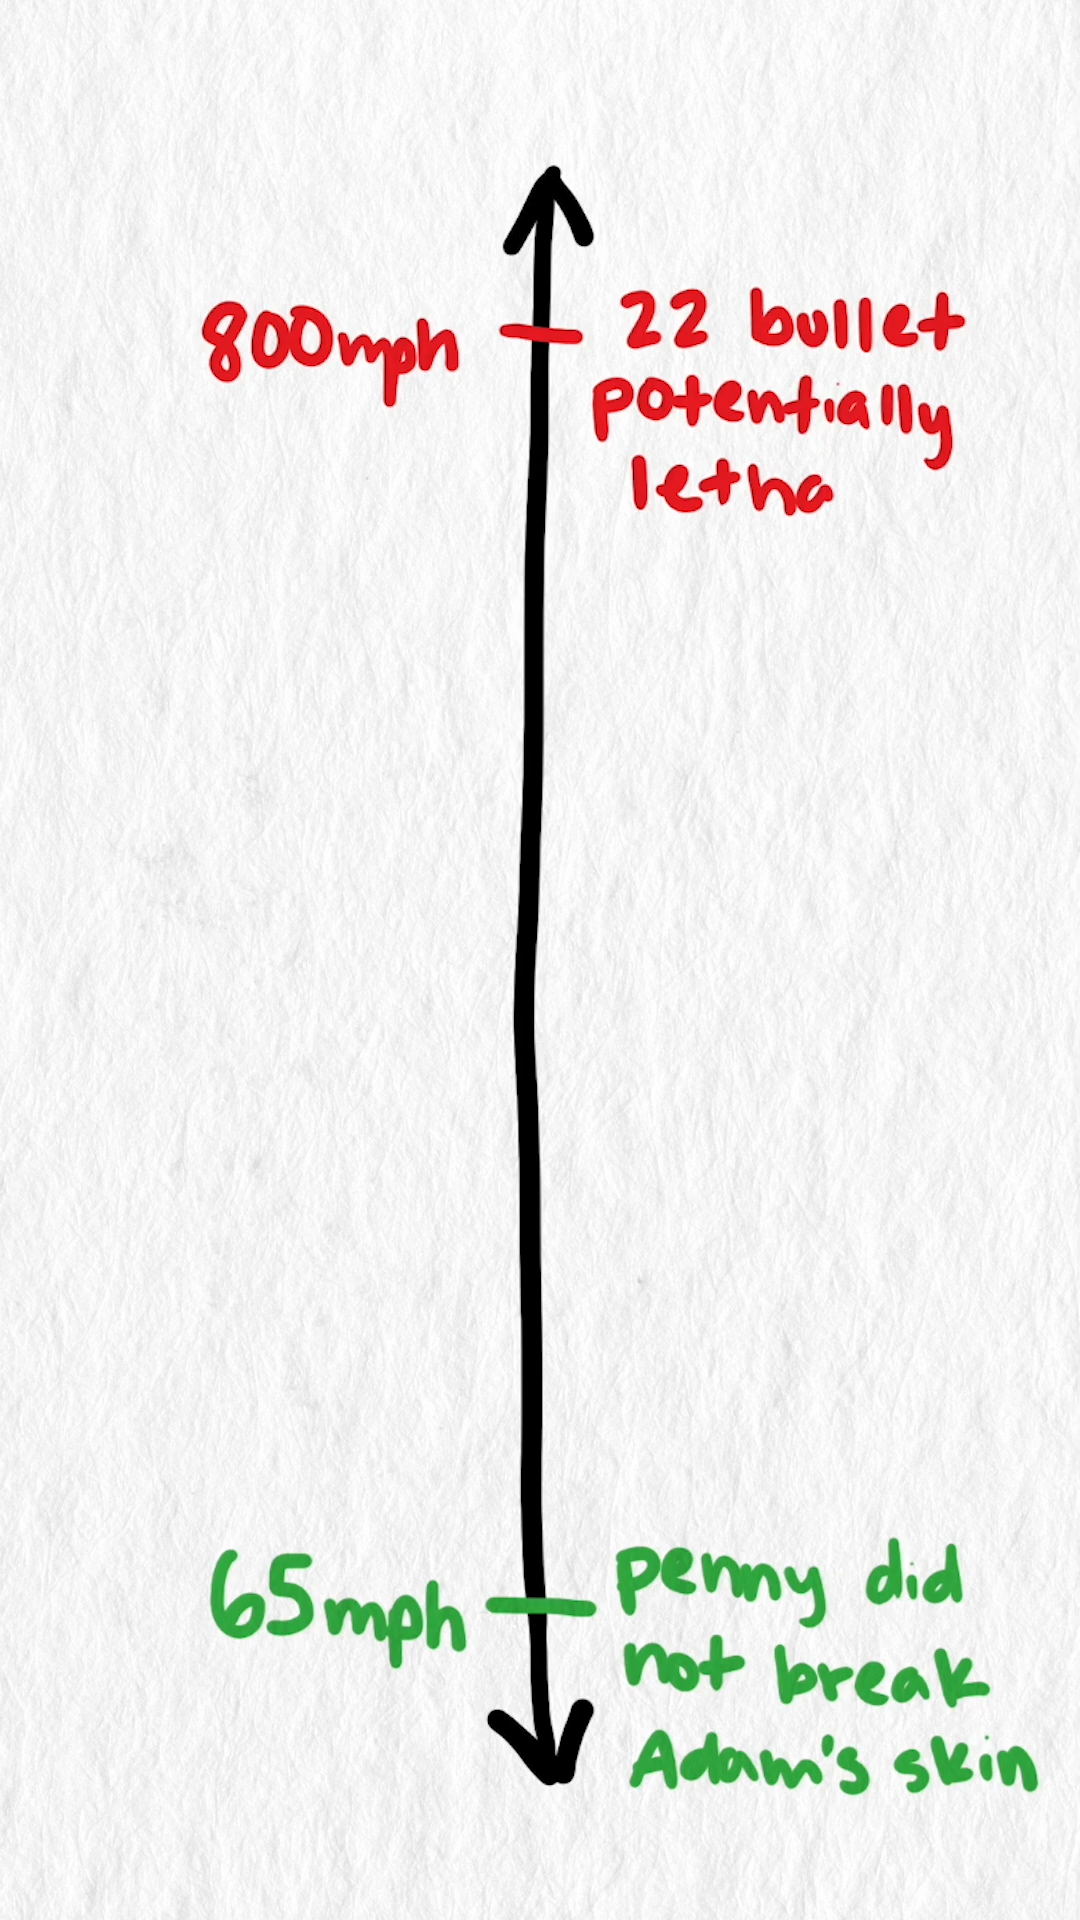 800mph
22 bullet
potentially
letha
65mph
penny did
not break
Adam's skin